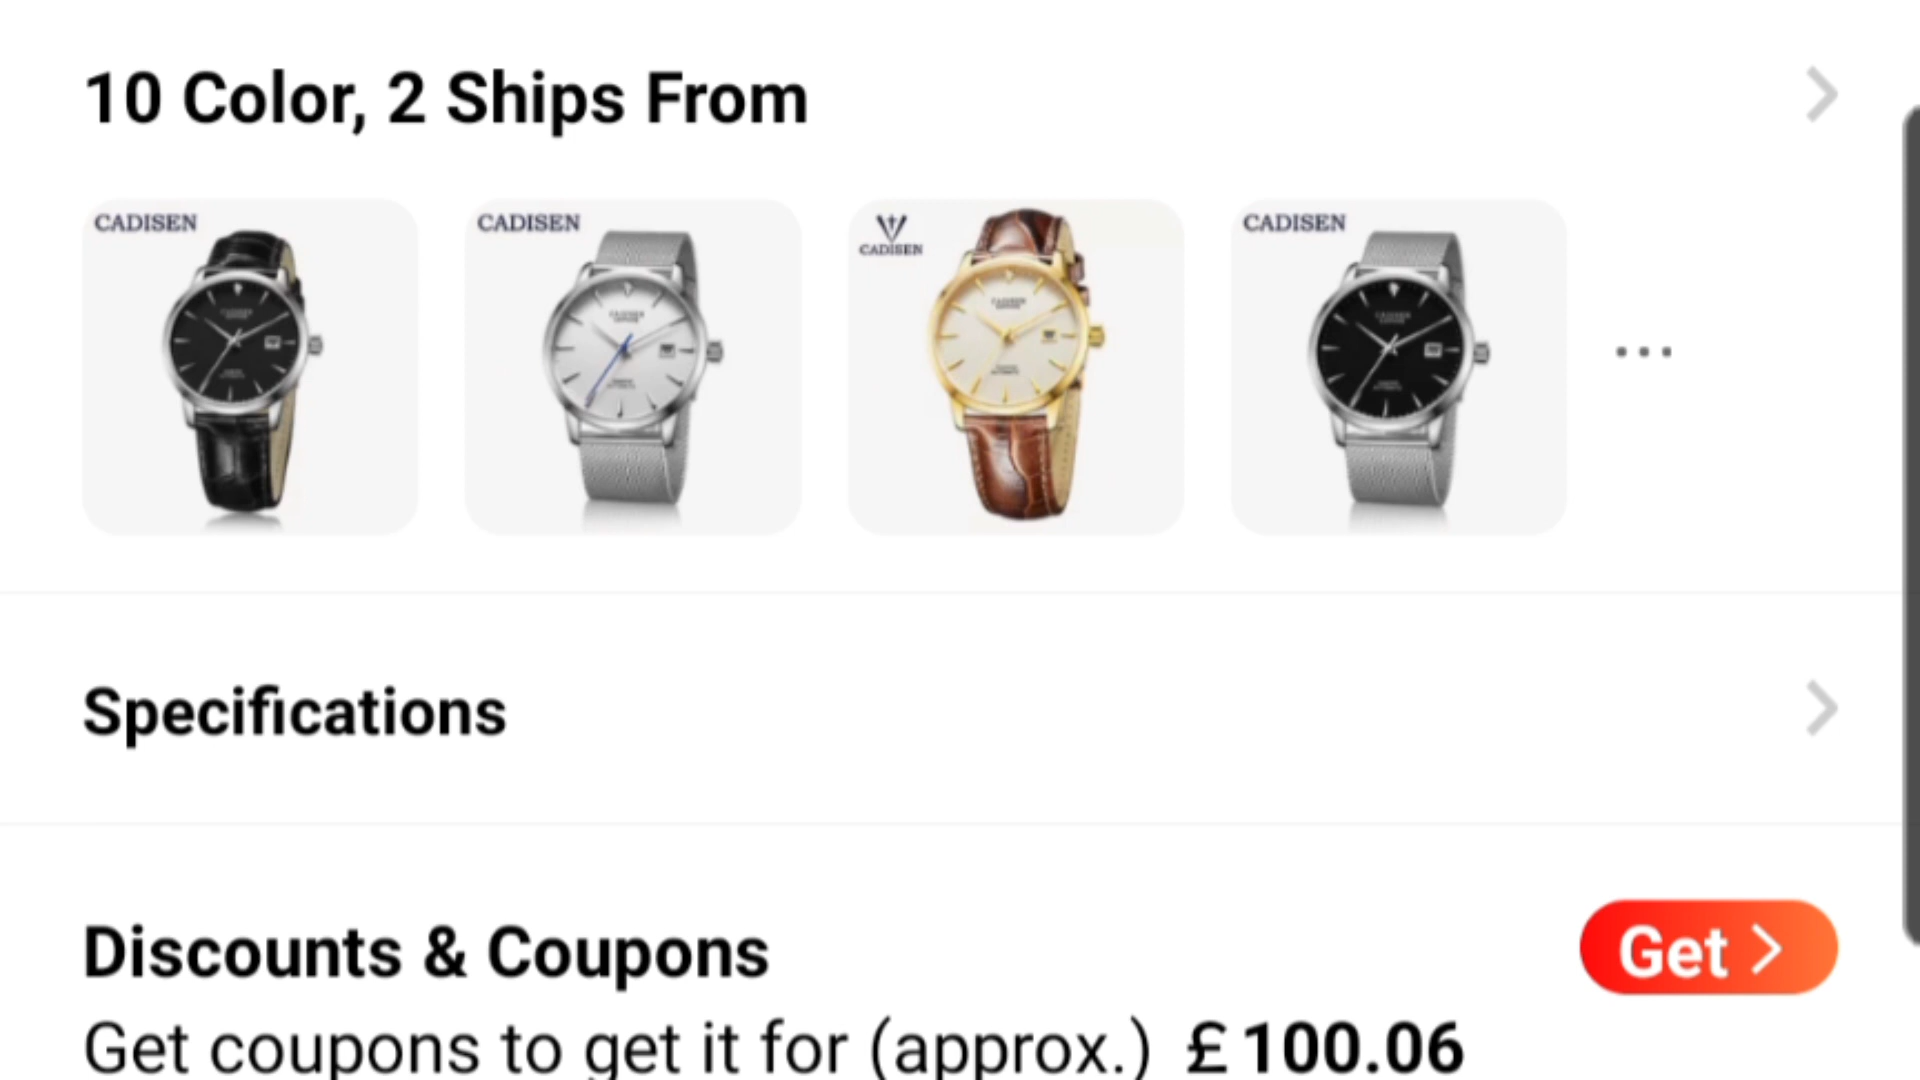 10 Color, 2 Ships From
CADISEN
CADISEN
CADISEN
CADISEN
...
Specifications
Discounts & Coupons
Get >
Get coupons to get it for (approx.) £100.06